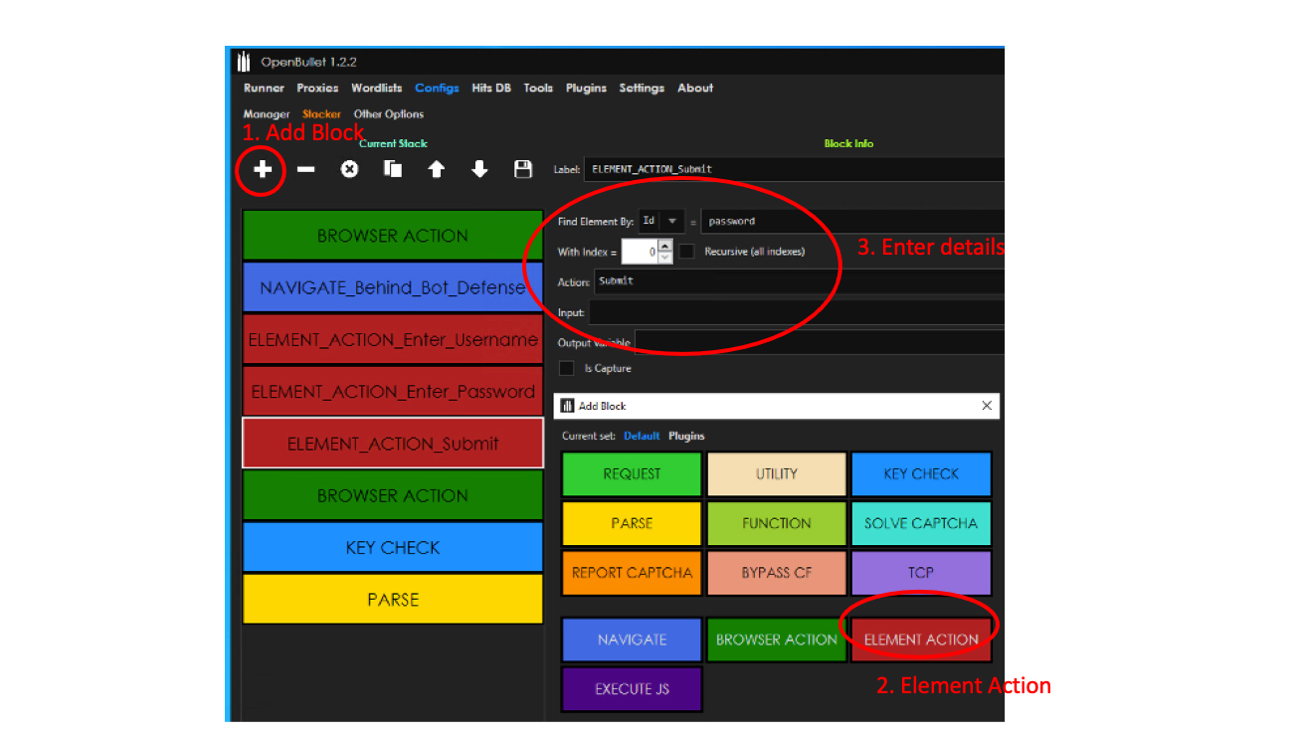 OpenBullet 1.2.2
Runner Proxies Wordlists Configs Hits DB Tools Plugins Settings About
Manager Stacker Other Options
1. Add Block
Current Stack
Block Info
Label: ELEMENT_ACTION_Submit
BROWSER ACTION
NAVIGATE_Behind_Bot_Defense
ELEMENT_ACTION_Enter_Username
ELEMENT_ACTION_Enter_Password
ELEMENT_ACTION_Submit
BROWSER ACTION
KEY CHECK
PARSE
Find Element By: Id = password
With Index = 0 Recursive (all indexes)
3. Enter details
Action: Submit
Input:
Output Variable
Is Capture
Add Block
Current set: Default Plugins
REQUEST UTILITY KEY CHECK
PARSE FUNCTION SOLVE CAPTCHA
REPORT CAPTCHA BYPASS CF TCP
NAVIGATE BROWSER ACTION ELEMENT ACTION
EXECUTE JS
2. Element Action